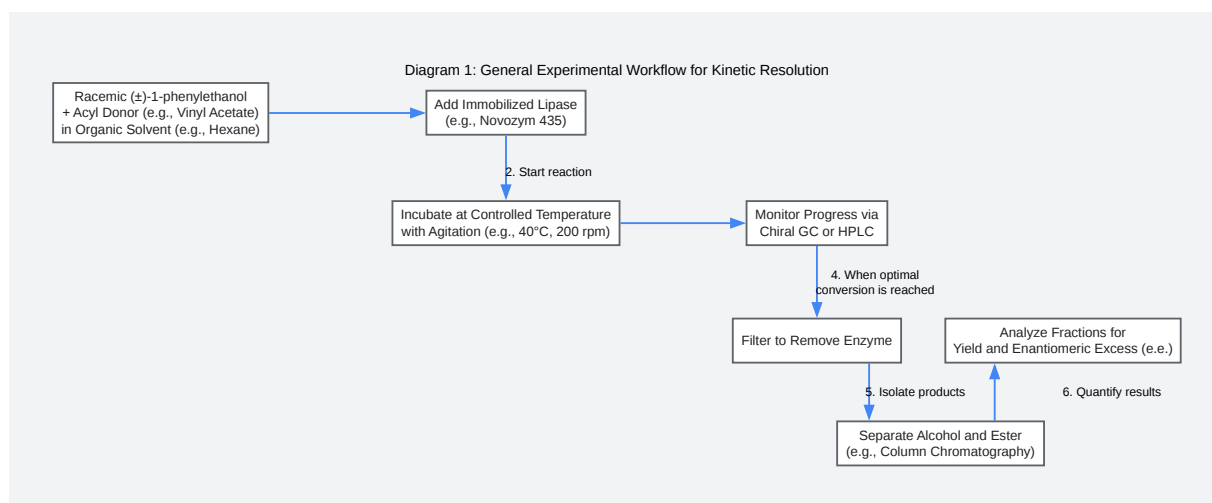 Diagram 1: General Experimental Workflow for Kinetic Resolution
Racemic (±)-1-phenylethanol
+ Acyl Donor (e.g., Vinyl Acetate)
in Organic Solvent (e.g., Hexane)
Add Immobilized Lipase
(e.g., Novozym 435)
2. Start reaction
Incubate at Controlled Temperature
with Agitation (e.g., 40°C, 200 rpm)
Monitor Progress via
Chiral GC or HPLC
4. When optimal
conversion is reached
Filter to Remove Enzyme
Analyze Fractions for
Yield and Enantiomeric Excess (e.e.)
5. Isolate products
6. Quantify results
Separate Alcohol and Ester
(e.g., Column Chromatography)